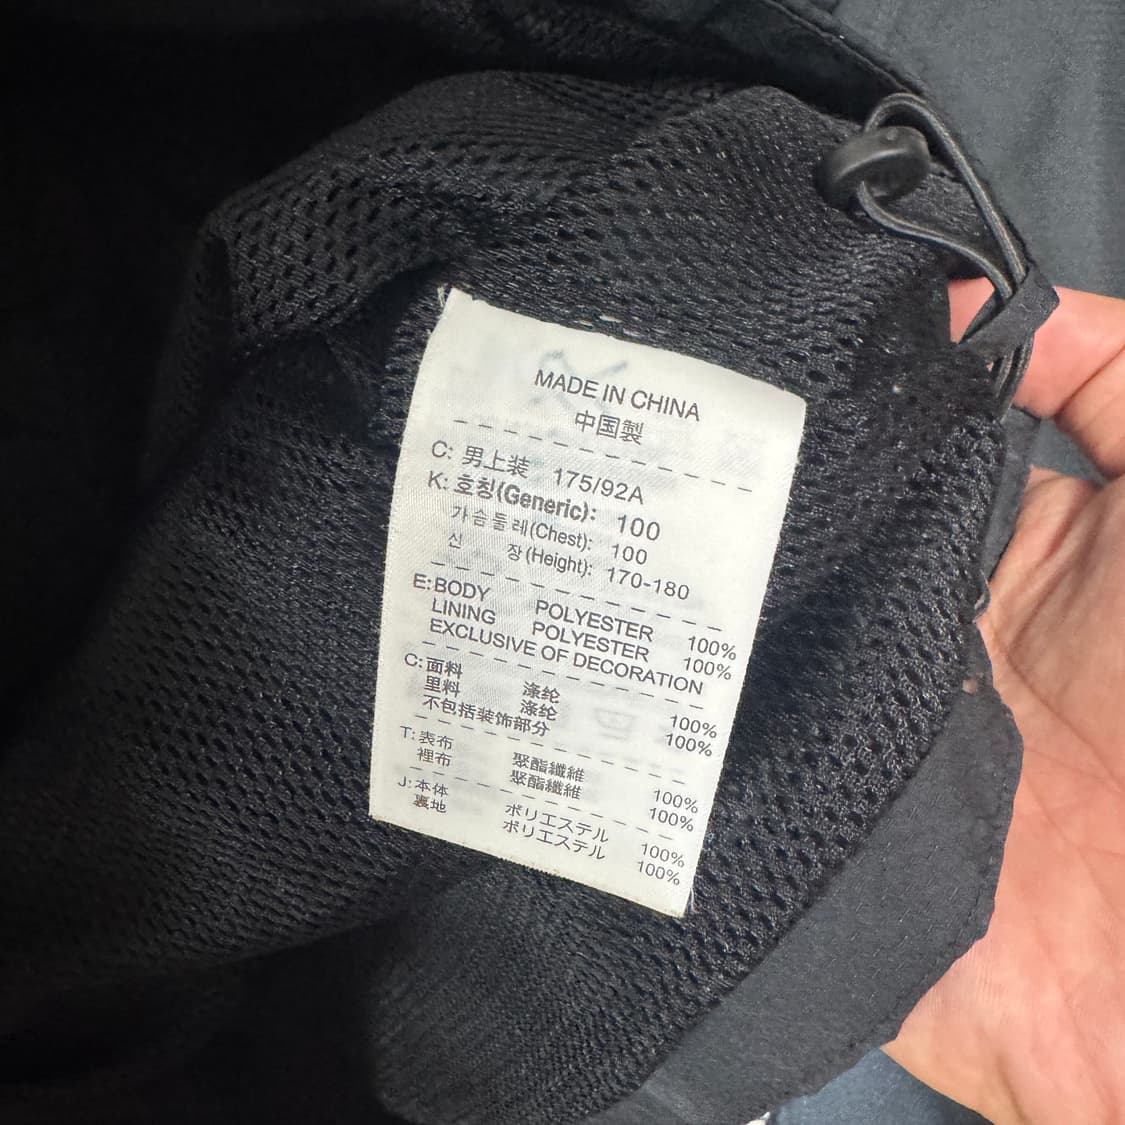 MADE IN CHINA
中国製
C: 男上装 175/92A
K: 호칭(Generic): 100
가슴둘레(Chest): 100
신 장(Height): 170-180
E:BODY POLYESTER 100%
LINING POLYESTER 100%
EXCLUSIVE OF DECORATION
C:面料 涤纶 100%
里料 涤纶 100%
不包括装饰部分
T:表布 聚酯纖維 100%
裡布 聚酯纖維 100%
J:本体 ポリエステル 100%
裏地 ポリエステル 100%